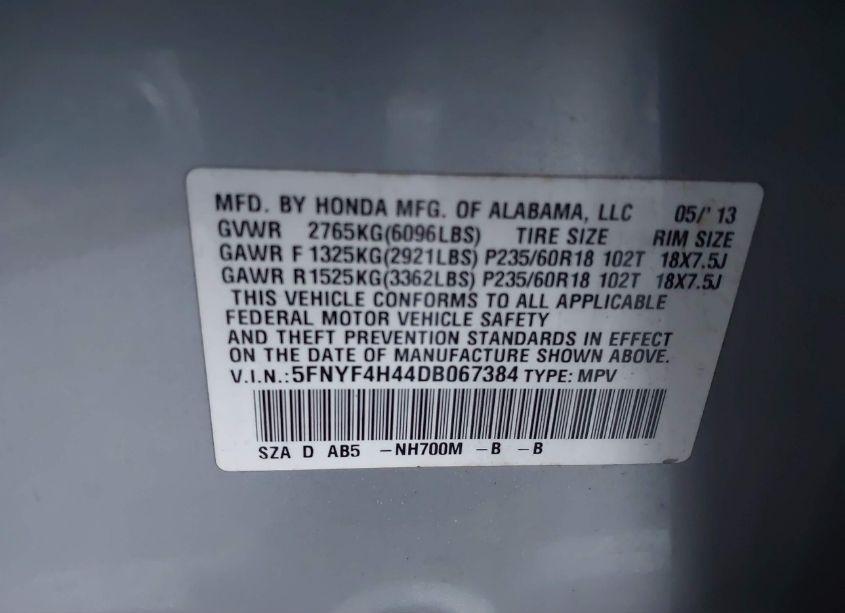 MFD. BY HONDA MFG. OF ALABAMA, LLC 05/' 13
GVWR 2765KG(6096LBS) TIRE SIZE RIM SIZE
GAWR F 1325KG(2921LBS) P235/60R18 102T 18X7.5J
GAWR R 1525KG(3362LBS) P235/60R18 102T 18X7.5J
THIS VEHICLE CONFORMS TO ALL APPLICABLE
FEDERAL MOTOR VEHICLE SAFETY
AND THEFT PREVENTION STANDARDS IN EFFECT
ON THE DATE OF MANUFACTURE SHOWN ABOVE.
V.I.N.:5FNYF4H44DB067384 TYPE: MPV
SZA D AB5 -NH700M -B -B